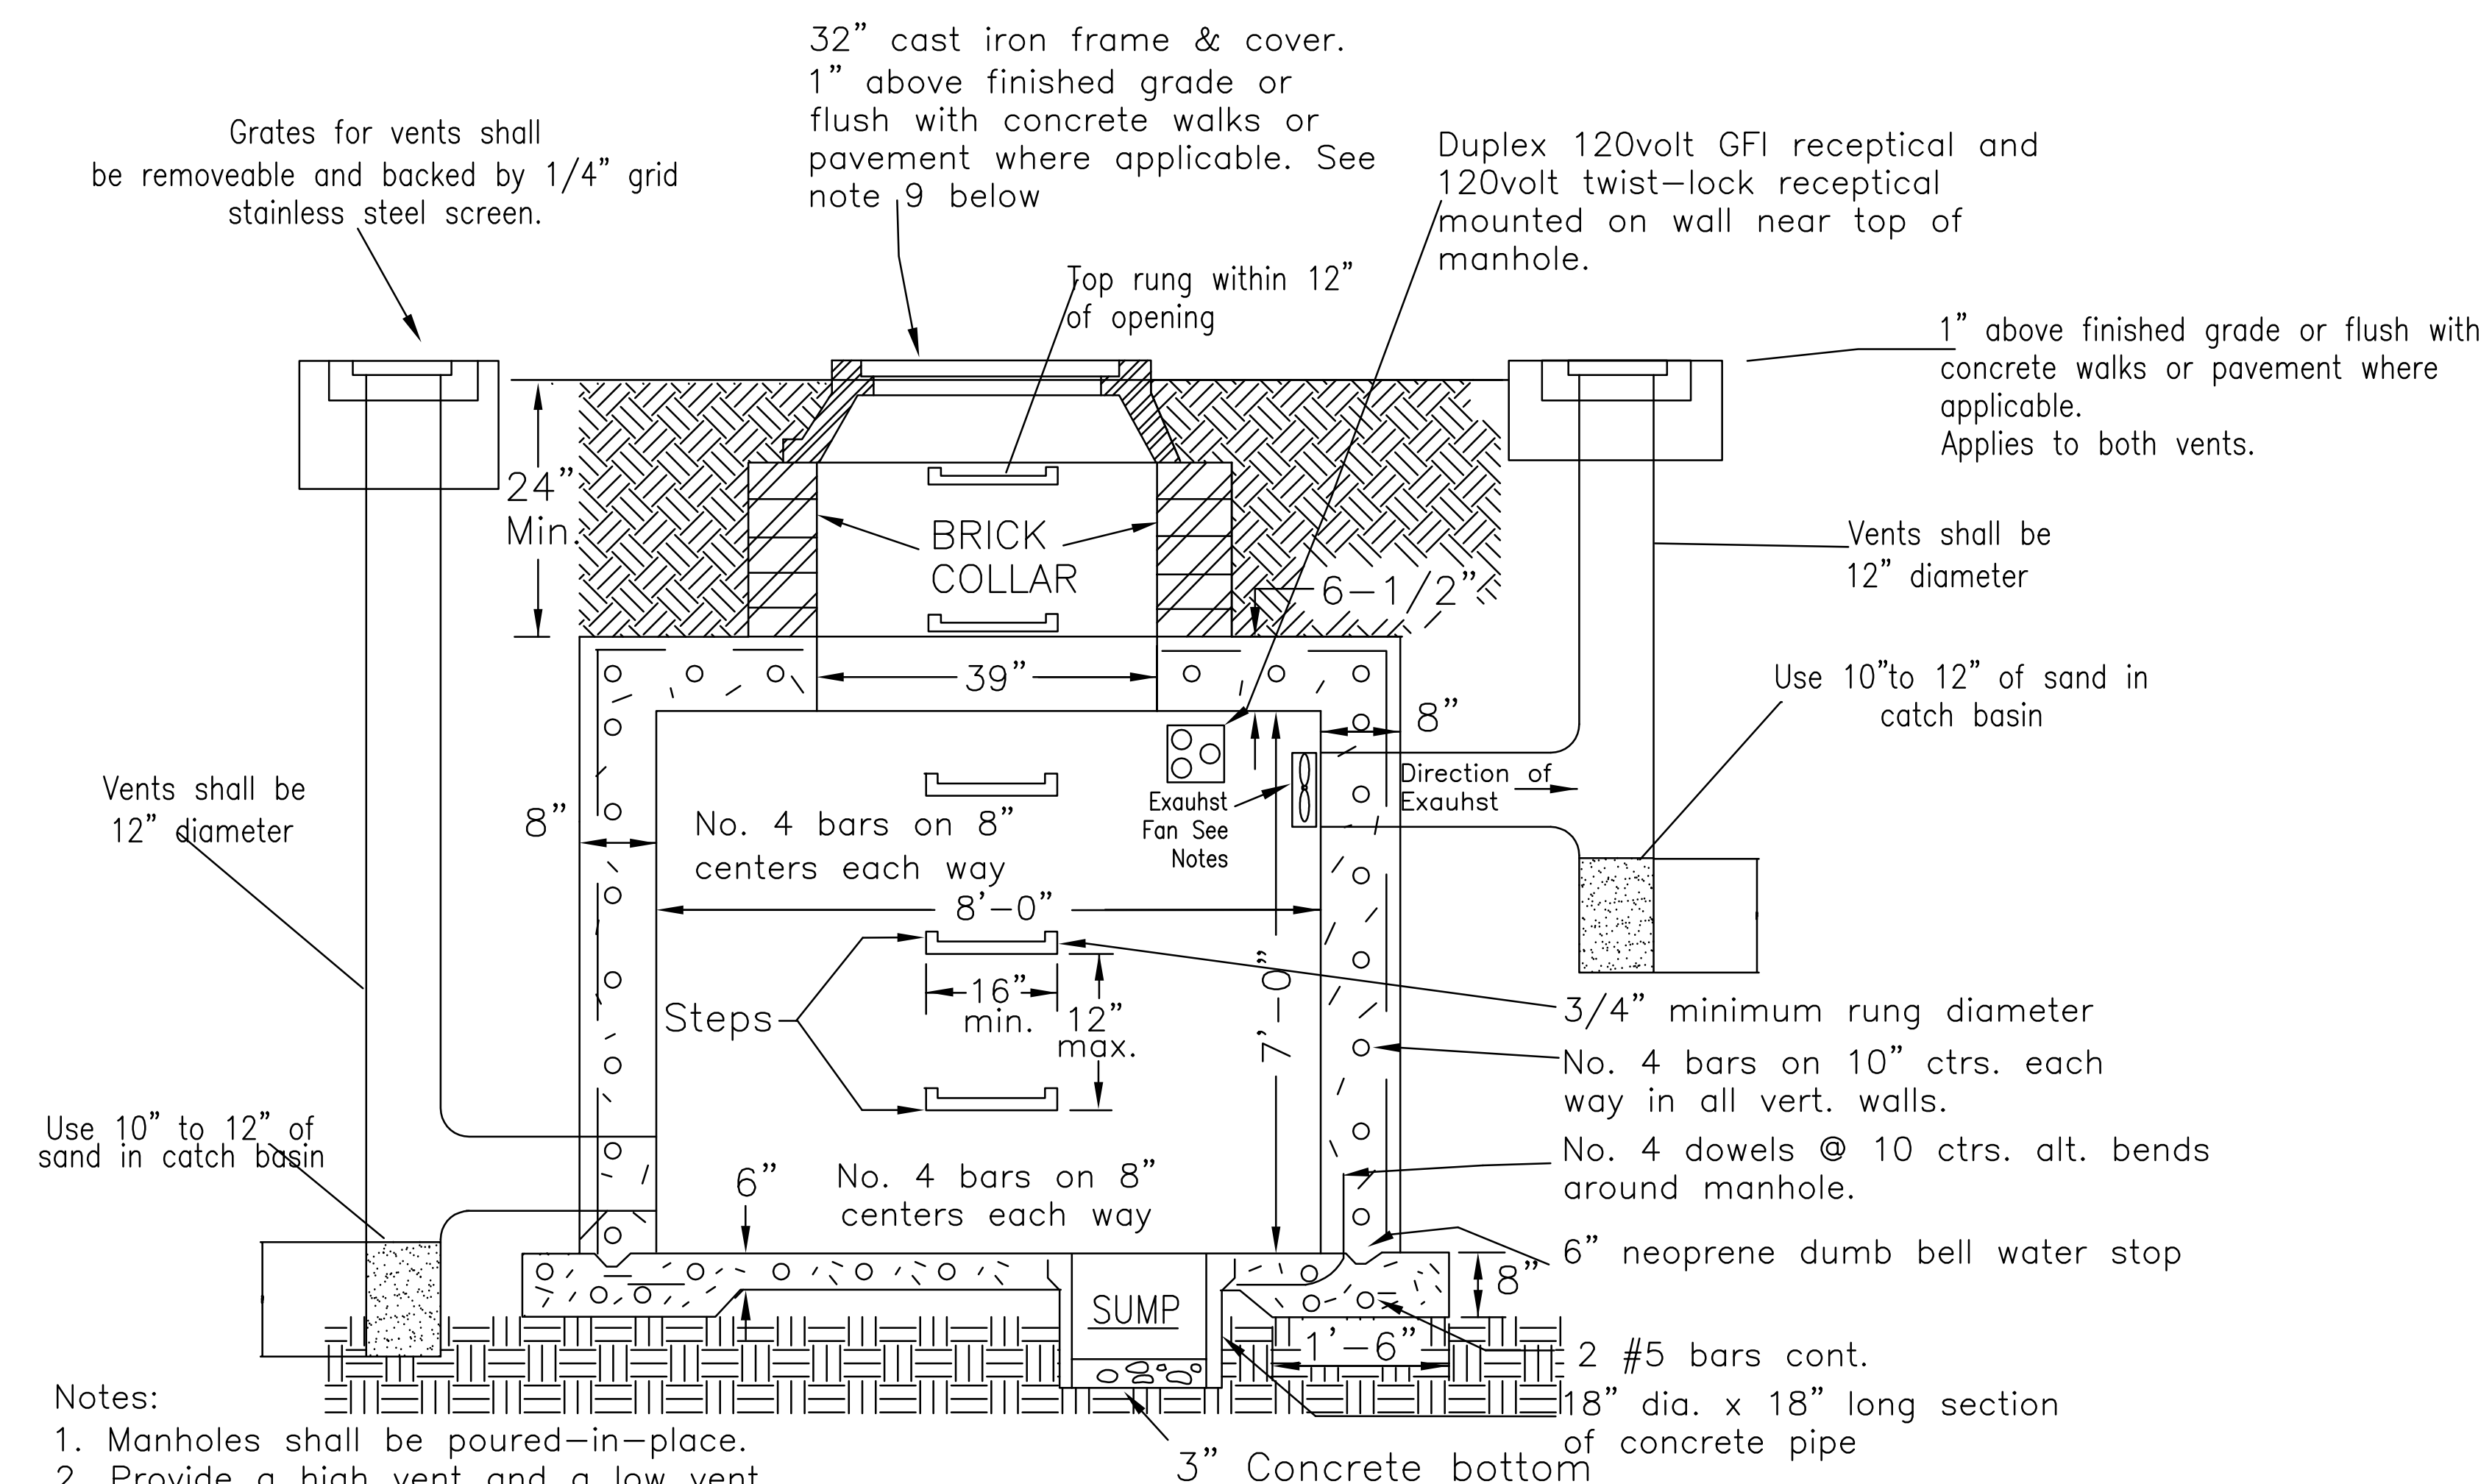 32” cast iron frame & cover.
1” above finished grade or
flush with concrete walks or
pavement where applicable. See
note 9 below
Grates for vents shall
be removeable and backed by 1/4” grid
stainless steel screen.
Duplex 120volt GFI receptical and
120volt twist-lock receptical
mounted on wall near top of
manhole.
Top rung within 12”
of opening
1” above finished grade or flush with
concrete walks or pavement where
applicable.
Applies to both vents.
24”
Min.
BRICK
COLLAR
Vents shall be
12” diameter
6-1/2”
39”
Use 10”to 12” of sand in
catch basin
8”
Direction of
Exauhst
Exauhst
Fan See
Notes
Vents shall be
12” diameter
8”
No. 4 bars on 8”
centers each way
8’-0”
Steps
16”
min.
12”
max.
7’-0”
3/4” minimum rung diameter
No. 4 bars on 10” ctrs. each
way in all vert. walls.
No. 4 dowels @ 10 ctrs. alt. bends
around manhole.
Use 10” to 12” of
sand in catch basin
6”
No. 4 bars on 8”
centers each way
6” neoprene dumb bell water stop
8”
SUMP
1’-6”
2 #5 bars cont.
18” dia. x 18” long section
of concrete pipe
3” Concrete bottom
Notes:
1. Manholes shall be poured-in-place.
2. Provide a high vent and a low vent